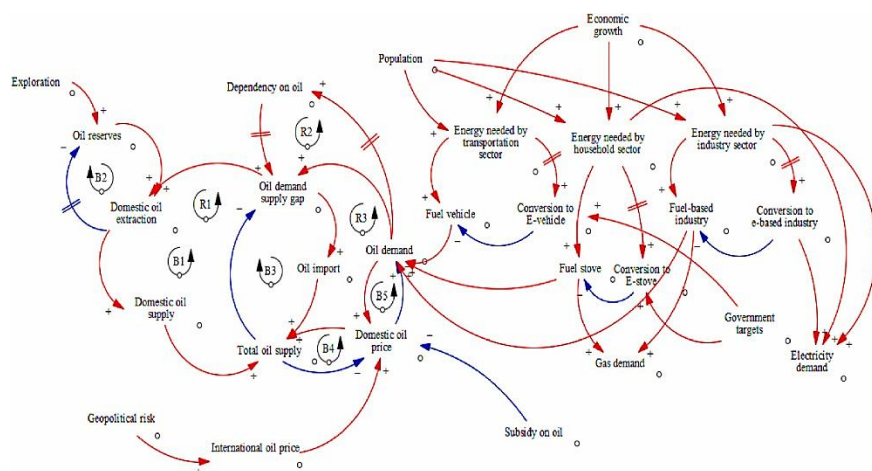 Economic
growth
Population
Exploration
Dependency on oil
R2
Oil reserves
B2
Energy needed by
transportation
sector
Energy needed by
household sector
Energy needed by
industry sector
Domestic oil
extraction
R1
Oil demand
supply gap
R3
Fuel vehicle
Conversion to
E-vehicle
Fuel-based
industry
Conversion to
e-based industry
B1
B3
Oil import
Oil demand
B5
Fuel stove
Conversion to
E-stove
Domestic oil
supply
Total oil supply
B4
Domestic oil
price
Government
targets
Gas demand
Electricity
demand
Geopolitical risk
International oil price
Subsidy on oil